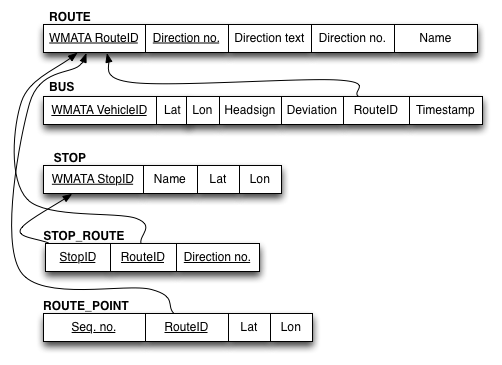 ROUTE
WMATA RouteID Direction no. Direction text Direction no. Name
BUS
WMATA VehicleID Lat Lon Headsign Deviation RouteID Timestamp
STOP
WMATA StopID Name Lat Lon
STOP_ROUTE
StopID RouteID Direction no.
ROUTE_POINT
Seq. no. RouteID Lat Lon